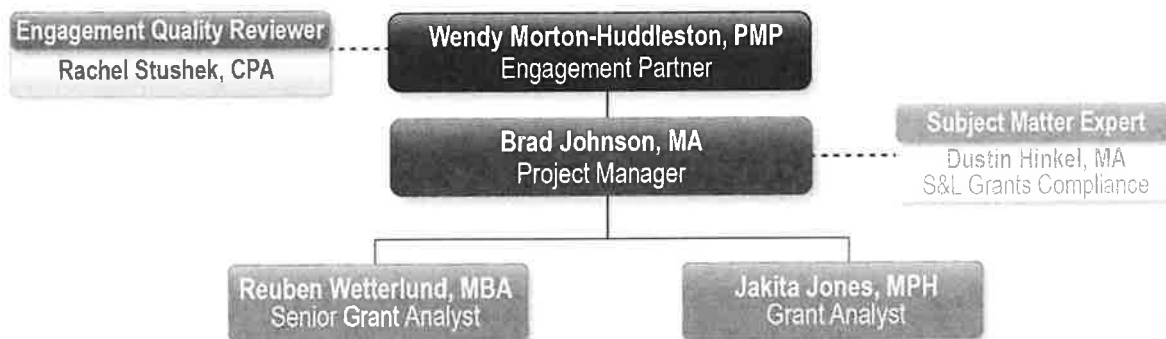 Engagement Quality Reviewer
Rachel Stushek, CPA
Wendy Morton-Huddleston, PMP
Engagement Partner
Brad Johnson, MA
Project Manager
Subject Matter Expert
Dustin Hinkel, MA
S&L Grants Compliance
Reuben Wetterlund, MBA
Senior Grant Analyst
Jakita Jones, MPH
Grant Analyst